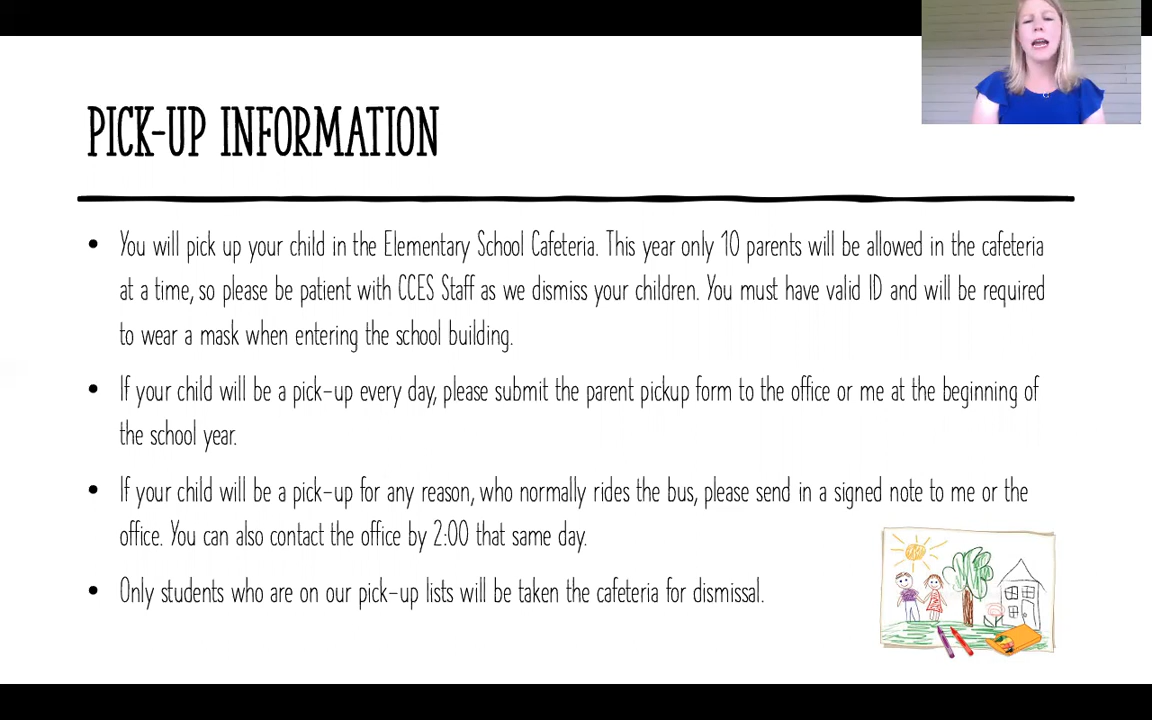 PICK-UP INFORMATION
• You will pick up your child in the Elementary School Cafeteria. This year only 10 parents will be allowed in the cafeteria
at a time, so please be patient with CCES Staff as we dismiss your children. You must have valid ID and will be required
to wear a mask when entering the school building.
• If your child will be a pick-up every day, please submit the parent pickup form to the office or me at the beginning of
the school year.
• If your child will be a pick-up for any reason, who normally rides the bus, please send in a signed note to me or the
office. You can also contact the office by 2:00 that same day.
• Only students who are on our pick-up lists will be taken the cafeteria for dismissal.